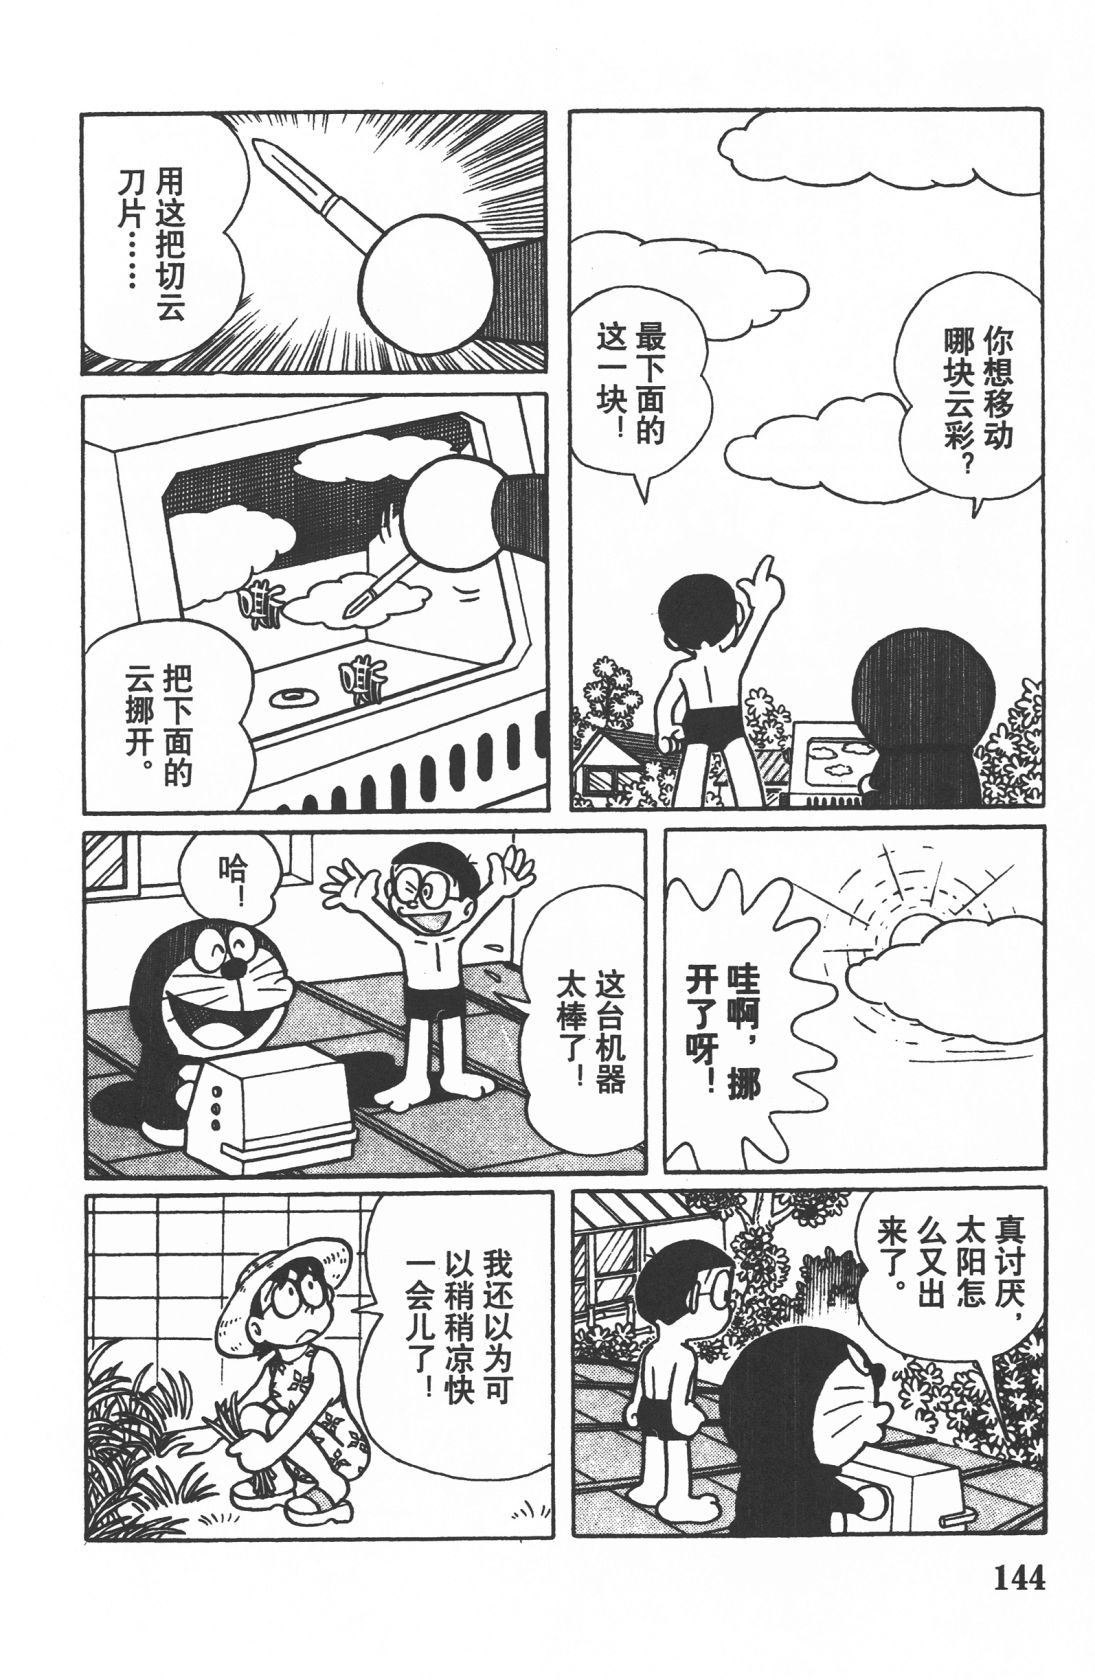 你想移动
哪块云彩？
最下面的
这一块！
用这把切云
刀片……
把下面的
云挪开。
哇啊，挪
开了呀！
这台机器
太棒了！
哈！
真讨厌，
太阳怎
么又出
来了。
我还以为可
以稍稍凉快
一会儿了！
144